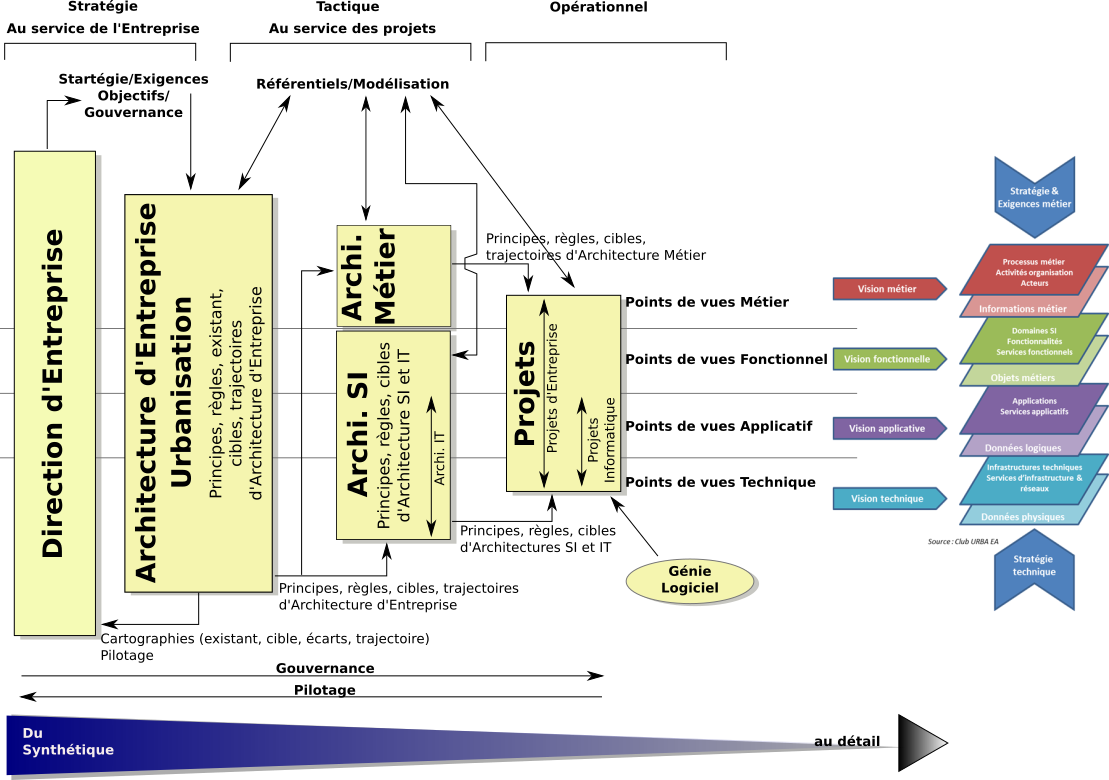 Stratégie
Au service de l'Entreprise
Tactique
Au service des projets
Opérationnel
Startégie/Exigences
Objectifs/
Gouvernance
Référentiels/Modélisation
Direction d'Entreprise
Architecture d'Entreprise
Urbanisation
Principes, règles, existant,
cibles, trajectoires
d'Architecture d'Entreprise
Archi.
Métier
Archi. SI
Principes, règles, cibles
d'Architecture SI et IT
Archi. IT
Principes, règles, cibles,
trajectoires d'Architecture Métier
Projets
Projets d'Entreprise
Projets
Informatique
Points de vues Métier
Points de vues Fonctionnel
Points de vues Applicatif
Points de vues Technique
Principes, règles, cibles
d'Architectures SI et IT
Génie
Logiciel
Principes, règles, cibles, trajectoires
d'Architecture d'Entreprise
Cartographies (existant, cible, écarts, trajectoire)
Pilotage
Gouvernance
Pilotage
Du
Synthétique
au détail
Stratégie &
Exigences métier
Vision métier
Processus métier
Activités organisation
Acteurs
Informations métier
Vision fonctionnelle
Domaines SI
Fonctionnalités
Services fonctionnels
Objets métiers
Vision applicative
Applications
Services applicatifs
Données logiques
Vision technique
Infrastructures techniques
Services d'infrastructure &
réseaux
Données physiques
Source : Club URBA EA
Stratégie
technique